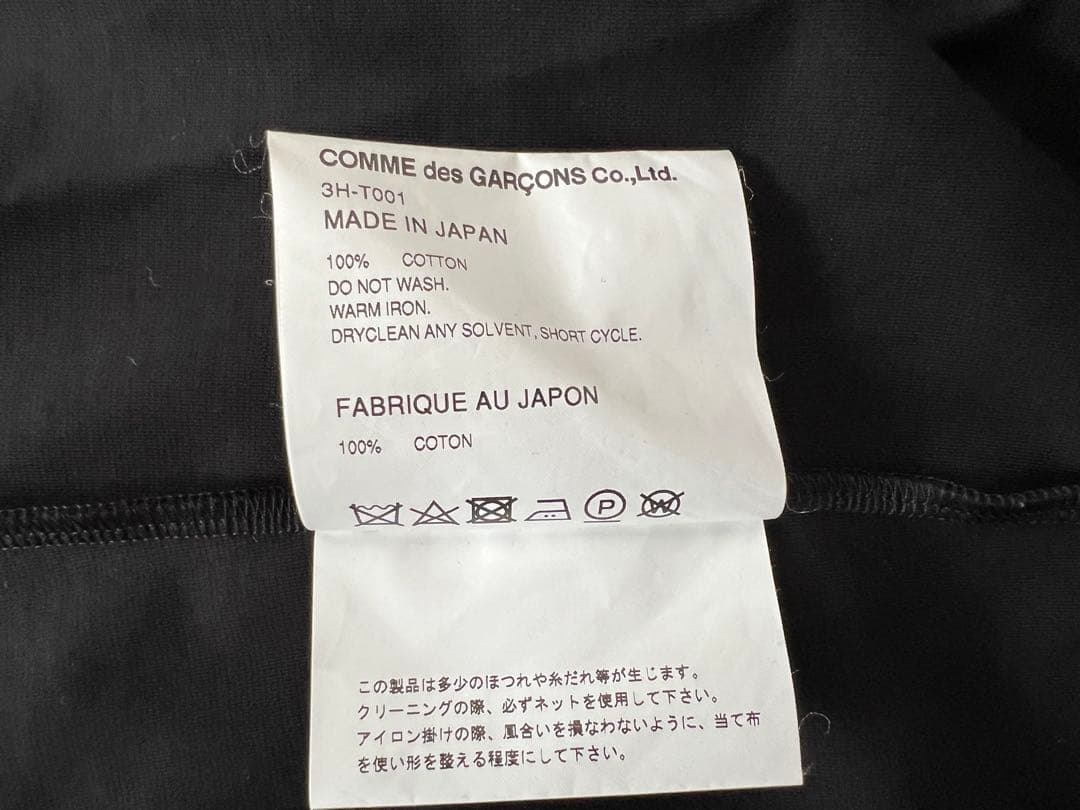 COMME des GARÇONS Co.,Ltd.
3H-T001
MADE IN JAPAN
100% COTTON
DO NOT WASH.
WARM IRON.
DRYCLEAN ANY SOLVENT, SHORT CYCLE.
FABRIQUE AU JAPON
100% COTON
P W
この製品は多少のほつれや糸だれ等が生じます。
クリーニングの際、必ずネットを使用して下さい。
アイロン掛けの際、風合いを損なわないように、当て布
を使い形を整える程度にして下さい。